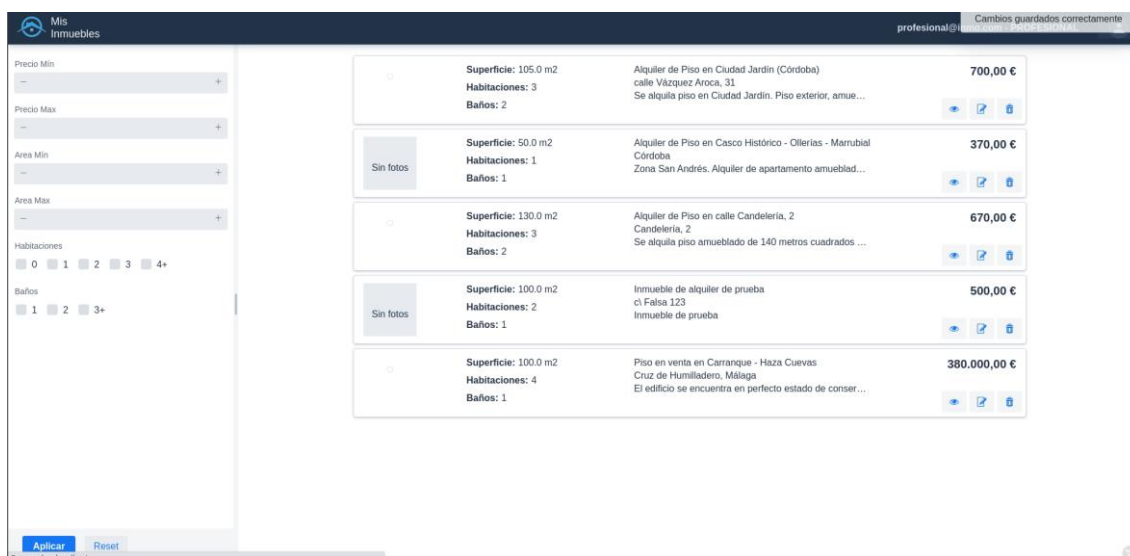 Mis
Inmuebles
profesional@inmo.com - PROFESIONAL
Cambios guardados correctamente
Precio Mín
Precio Max
Area Mín
Area Max
Habitaciones
0 1 2 3 4+
Baños
1 2 3+
Aplicar Reset
Superficie: 105.0 m2
Habitaciones: 3
Baños: 2
Alquiler de Piso en Ciudad Jardín (Córdoba)
calle Vázquez Aroca, 31
Se alquila piso en Ciudad Jardín. Piso exterior, amue…
700,00 €
Sin fotos
Superficie: 50.0 m2
Habitaciones: 1
Baños: 1
Alquiler de Piso en Casco Histórico - Ollerías - Marrubial
Córdoba
Zona San Andrés. Alquiler de apartamento amueblad…
370,00 €
Superficie: 130.0 m2
Habitaciones: 3
Baños: 2
Alquiler de Piso en calle Candelería, 2
Candelería, 2
Se alquila piso amueblado de 140 metros cuadrados …
670,00 €
Sin fotos
Superficie: 100.0 m2
Habitaciones: 2
Baños: 1
Inmueble de alquiler de prueba
c\ Falsa 123
Inmueble de prueba
500,00 €
Superficie: 100.0 m2
Habitaciones: 4
Baños: 1
Piso en venta en Carranque - Haza Cuevas
Cruz de Humilladero, Málaga
El edificio se encuentra en perfecto estado de conser…
380.000,00 €